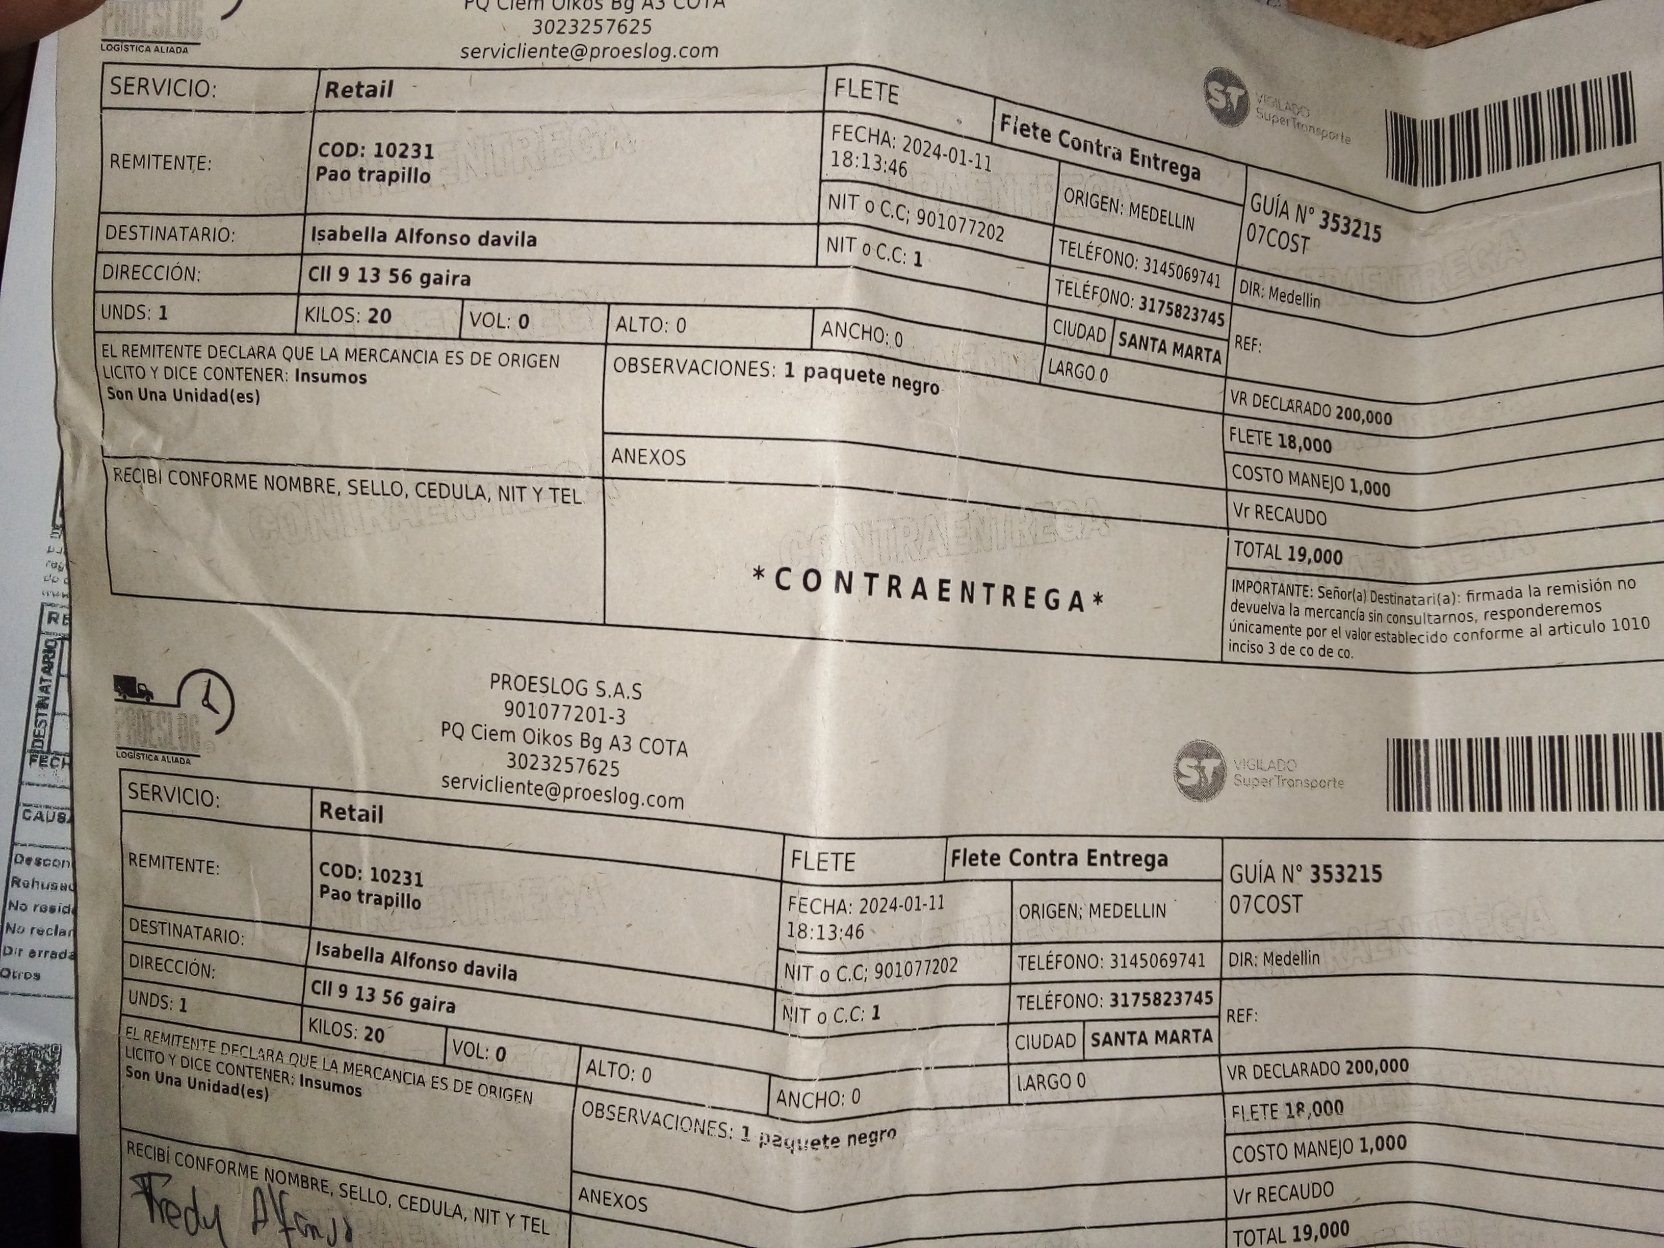 PROESLOG
LOGÍSTICA ALIADA
PQ Ciem Oikos Bg A3 COTA
3023257625
servicliente@proeslog.com
ST VIGILADO
SuperTransporte
SERVICIO: Retail
FLETE Flete Contra Entrega
REMITENTE: COD: 10231
Pao trapillo
FECHA: 2024-01-11
18:13:46
ORIGEN: MEDELLIN
GUÍA N° 353215
07COST
NIT o C.C; 901077202
TELÉFONO: 3145069741
DIR: Medellin
DESTINATARIO: Isabella Alfonso davila
NIT o C.C: 1
TELÉFONO: 3175823745
REF:
DIRECCIÓN: Cll 9 13 56 gaira
CIUDAD SANTA MARTA
UNDS: 1 KILOS: 20 VOL: 0 ALTO: 0 ANCHO: 0 LARGO 0
EL REMITENTE DECLARA QUE LA MERCANCIA ES DE ORIGEN
LICITO Y DICE CONTENER: Insumos
Son Una Unidad(es)
OBSERVACIONES: 1 paquete negro
ANEXOS
VR DECLARADO 200,000
FLETE 18,000
COSTO MANEJO 1,000
Vr RECAUDO
TOTAL 19,000
RECIBÍ CONFORME NOMBRE, SELLO, CEDULA, NIT Y TEL
CONTRAENTREGA
*CONTRAENTREGA*
IMPORTANTE: Señor(a) Destinatari(a): firmada la remisión no
devuelva la mercancía sin consultarnos, responderemos
únicamente por el valor establecido conforme al articulo 1010
inciso 3 de co de co.
LOGÍSTICA ALIADA
PROESLOG S.A.S
901077201-3
PQ Ciem Oikos Bg A3 COTA
3023257625
servicliente@proeslog.com
ST VIGILADO
SuperTransporte
SERVICIO: Retail
FLETE Flete Contra Entrega
REMITENTE: COD: 10231
Pao trapillo
FECHA: 2024-01-11
18:13:46
ORIGEN; MEDELLIN
GUÍA N° 353215
07COST
NIT o C.C; 901077202
TELÉFONO: 3145069741
DIR: Medellin
DESTINATARIO: Isabella Alfonso davila
NIT o C.C: 1
TELÉFONO: 3175823745
REF:
DIRECCIÓN: Cll 9 13 56 gaira
CIUDAD SANTA MARTA
UNDS: 1 KILOS: 20 VOL: 0 ALTO: 0 ANCHO: 0 LARGO 0
EL REMITENTE DECLARA QUE LA MERCANCIA ES DE ORIGEN
LICITO Y DICE CONTENER: Insumos
Son Una Unidad(es)
OBSERVACIONES: 1 paquete negro
ANEXOS
VR DECLARADO 200,000
FLETE 18,000
COSTO MANEJO 1,000
Vr RECAUDO
TOTAL 19,000
RECIBÍ CONFORME NOMBRE, SELLO, CEDULA, NIT Y TEL
Fredy Alfonso
DESTINATARIO